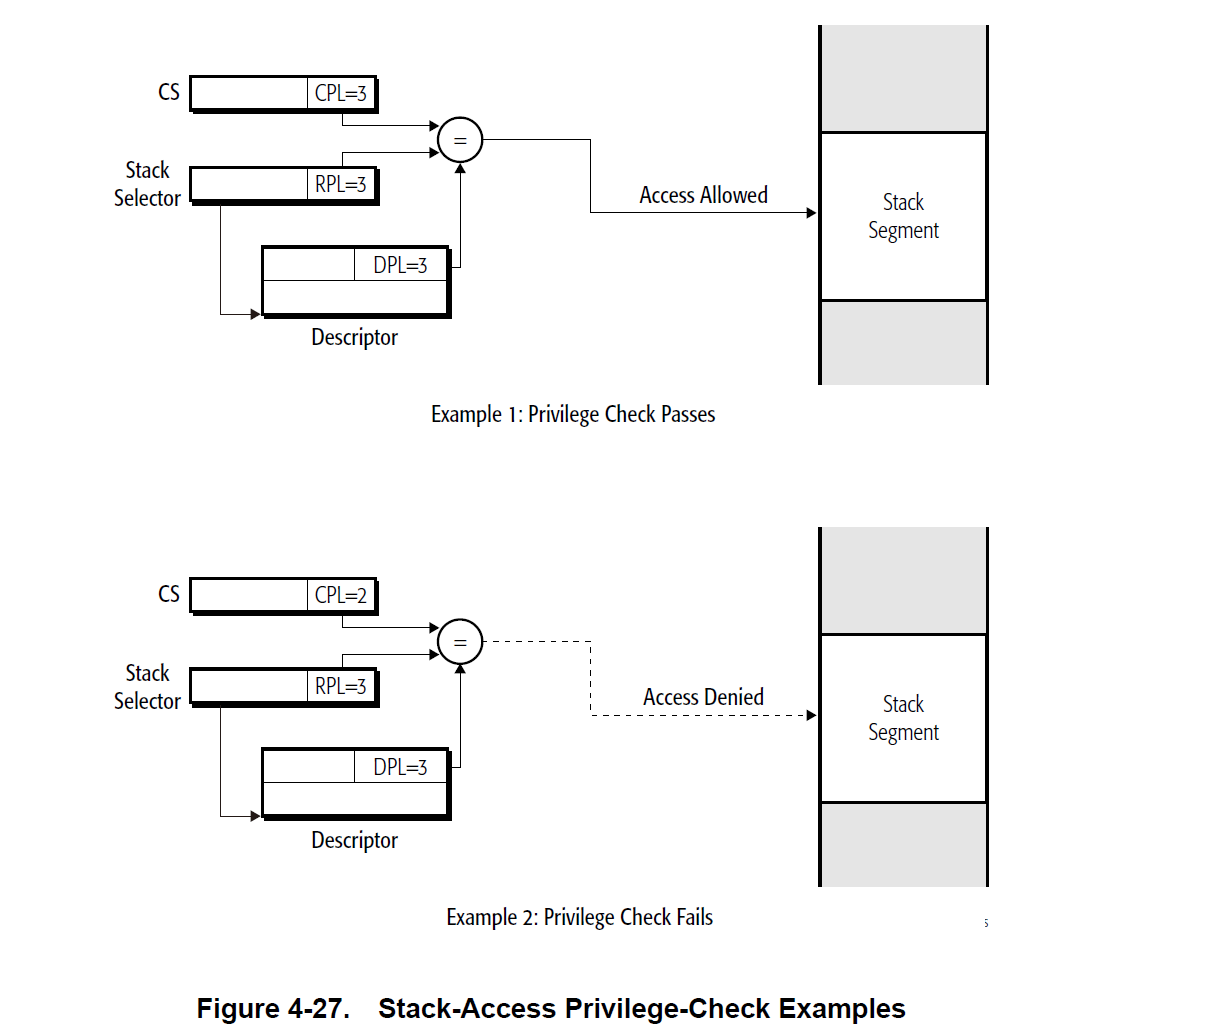 CS
CPL=3
=
Stack
Selector
RPL=3
Access Allowed
Stack
Segment
DPL=3
Descriptor
Example 1: Privilege Check Passes
CS
CPL=2
=
Stack
Selector
RPL=3
Access Denied
Stack
Segment
DPL=3
Descriptor
Example 2: Privilege Check Fails
Figure 4-27. Stack-Access Privilege-Check Examples